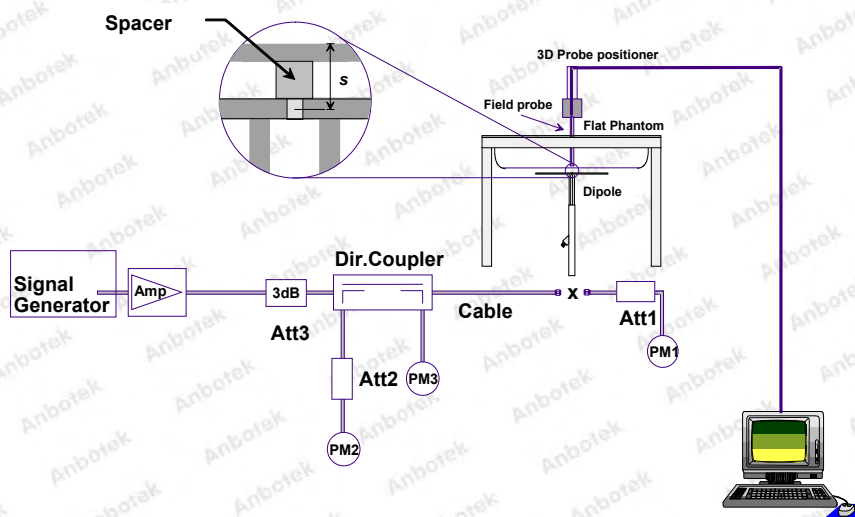 Spacer
s
3D Probe positioner
Field probe
Flat Phantom
Dipole
Signal
Generator
Amp
3dB
Att3
Dir.Coupler
Cable
x
Att1
PM1
Att2
PM3
PM2
Anbotek